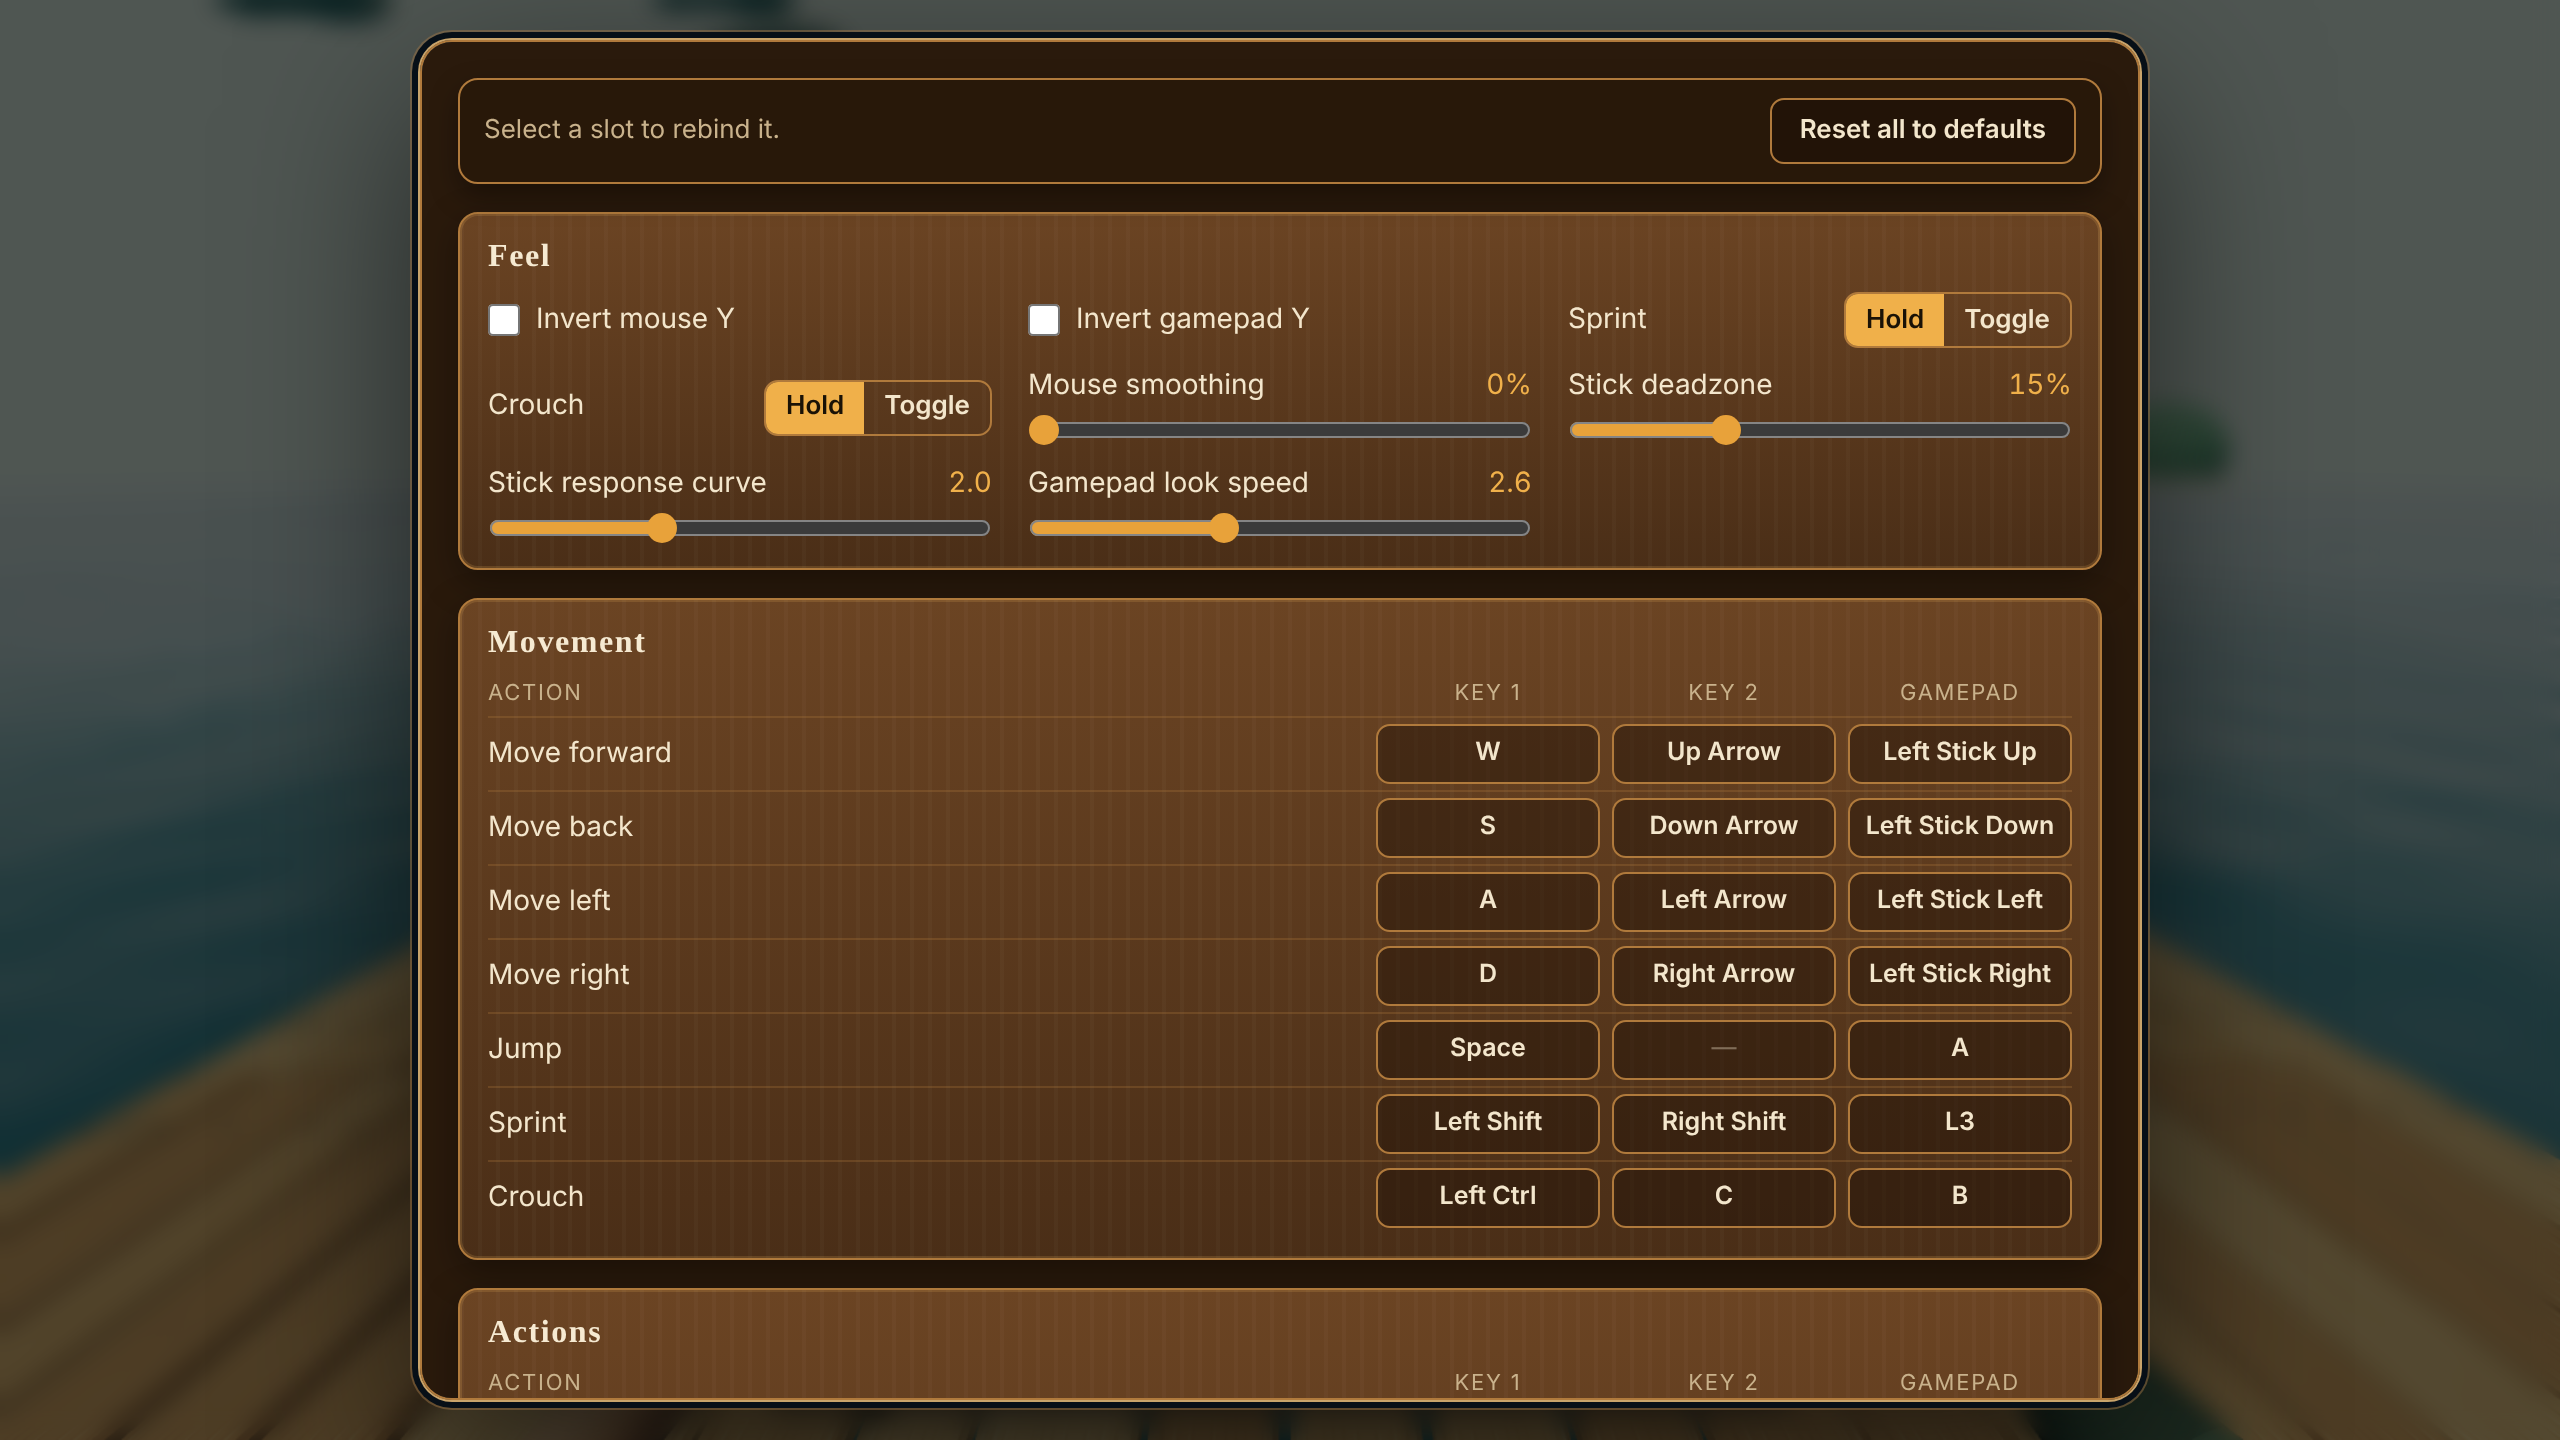 Select a slot to rebind it. Reset all to defaults
Feel
Invert mouse Y Invert gamepad Y Sprint Hold Toggle
Crouch Hold Toggle Mouse smoothing 0% Stick deadzone 15%
Stick response curve 2.0 Gamepad look speed 2.6
Movement
ACTION KEY 1 KEY 2 GAMEPAD
Move forward W Up Arrow Left Stick Up
Move back S Down Arrow Left Stick Down
Move left A Left Arrow Left Stick Left
Move right D Right Arrow Left Stick Right
Jump Space — A
Sprint Left Shift Right Shift L3
Crouch Left Ctrl C B
Actions
ACTION KEY 1 KEY 2 GAMEPAD